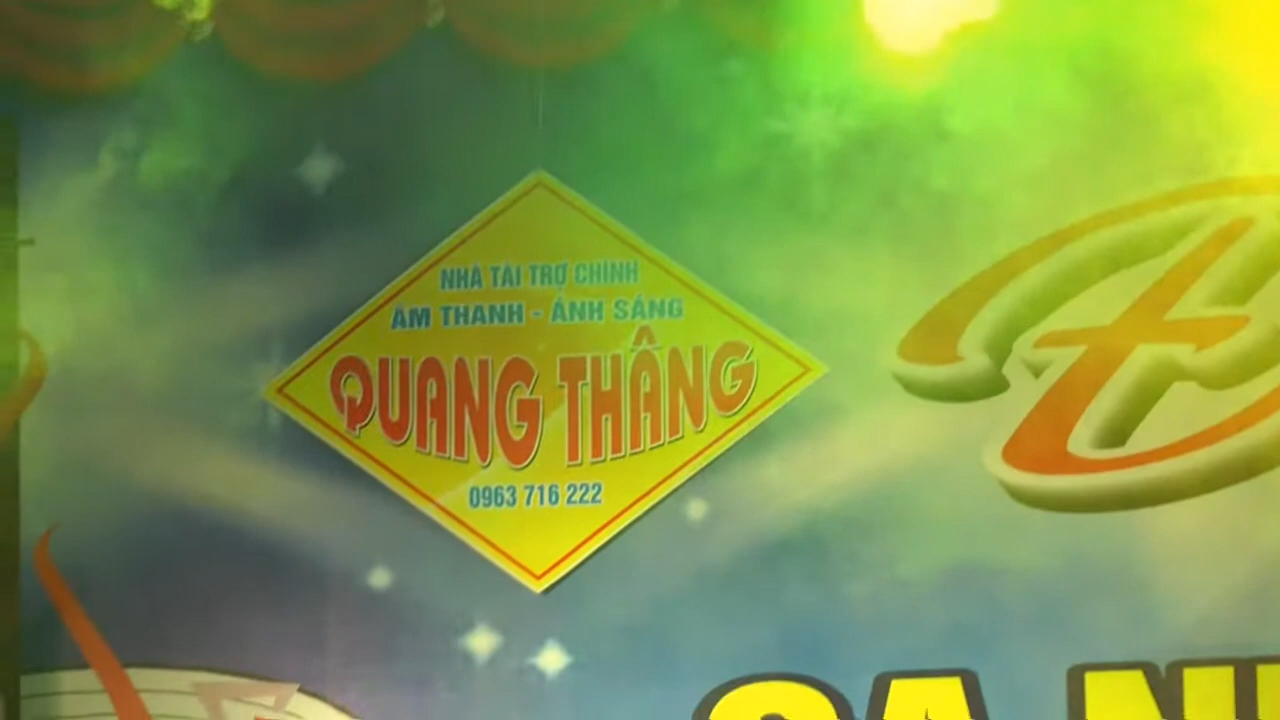 NHÀ TÀI TRỢ CHÍNH
ÂM THANH - ÁNH SÁNG
QUANG THÂNG
0963 716 222